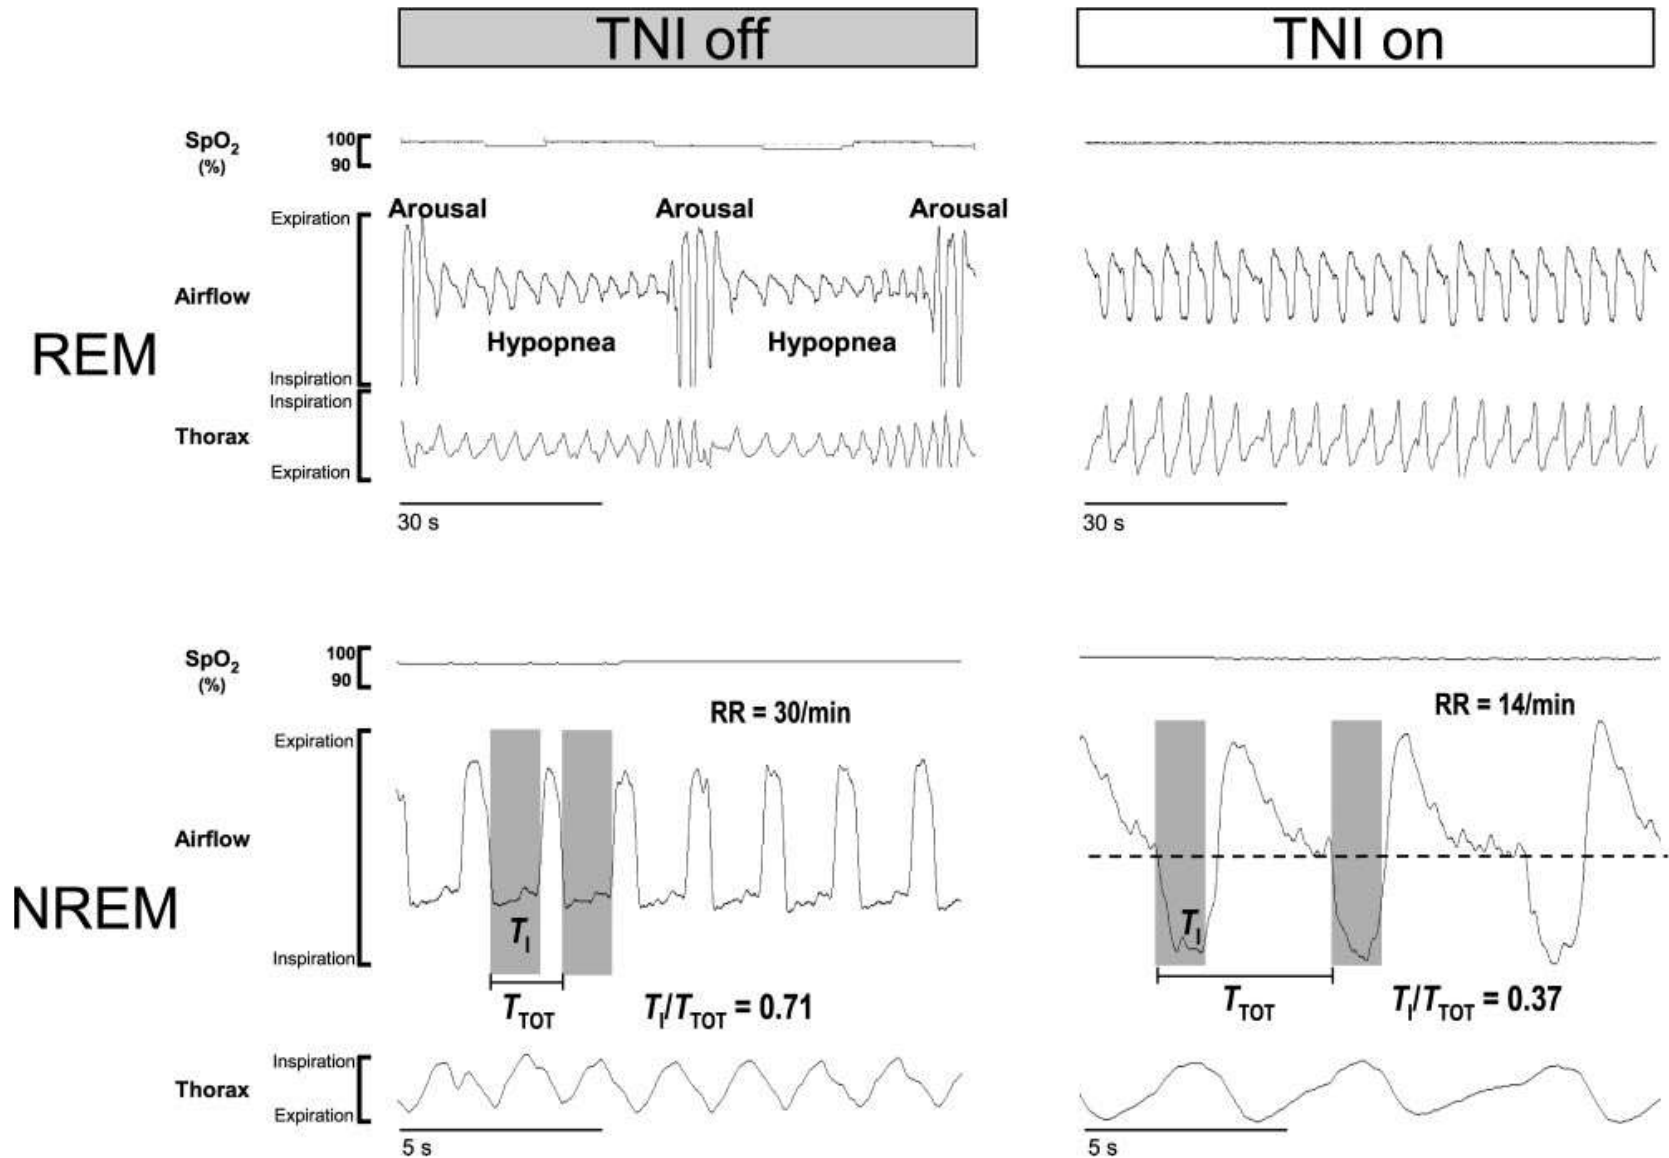 TNI off
TNI on
SpO2
(%)
100
90
Arousal
Arousal
Arousal
Expiration
Airflow
Hypopnea
Hypopnea
REM
Inspiration
Inspiration
Thorax
Expiration
30 s
30 s
SpO2
(%)
100
90
RR = 30/min
RR = 14/min
Expiration
Airflow
NREM
TI
TI
Inspiration
TTOT
TI/TTOT = 0.71
TTOT
TI/TTOT = 0.37
Inspiration
Thorax
Expiration
5 s
5 s